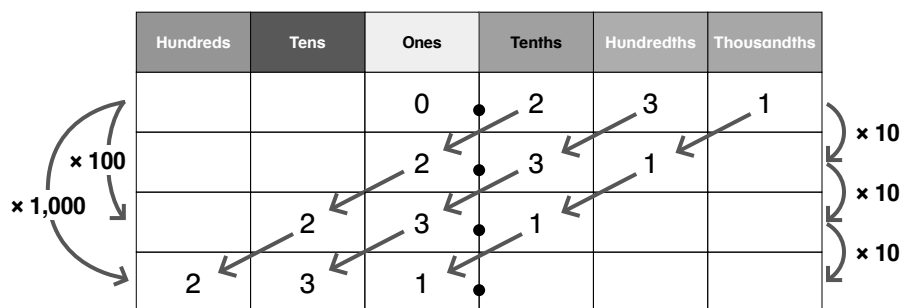 Hundreds Tens Ones Tenths Hundredths Thousandths
0 2 3 1
× 10
2 3 1
× 100
× 10
× 1,000
2 3 1
× 10
2 3 1